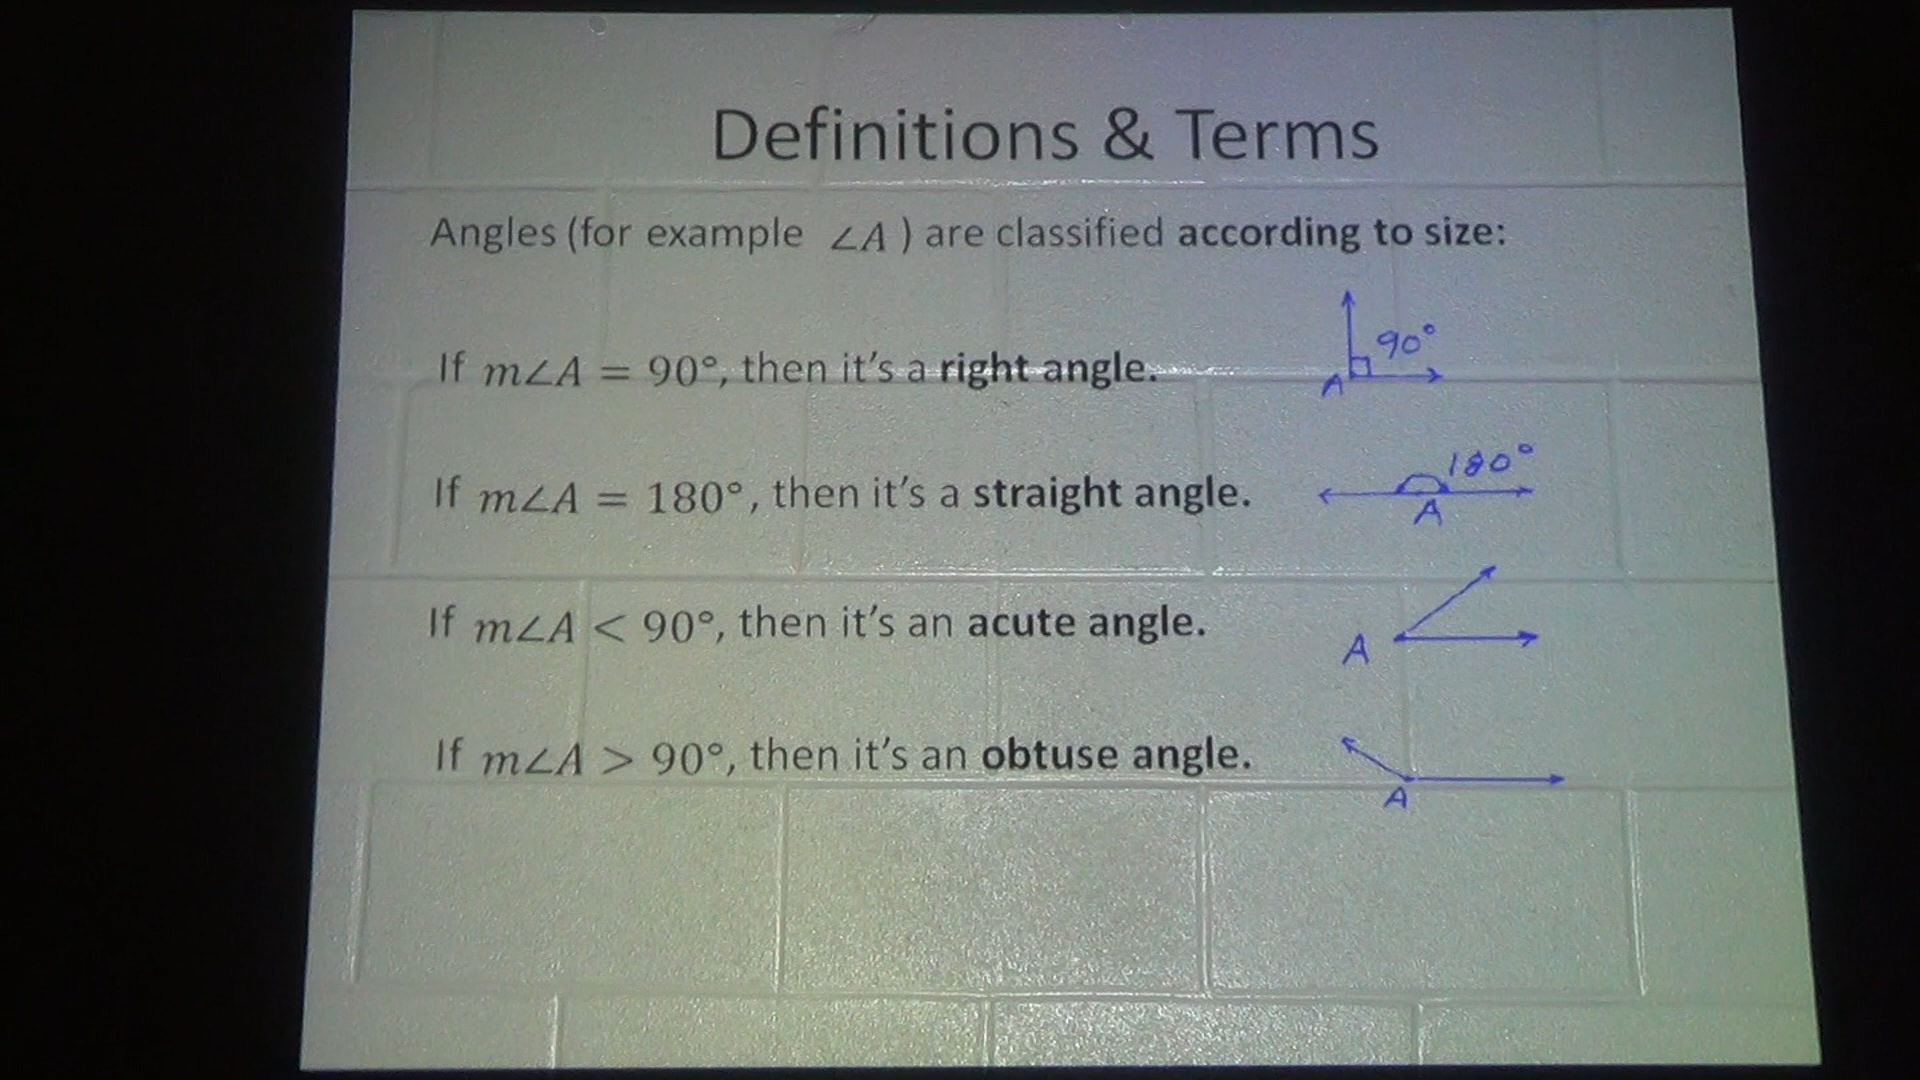 Definitions & Terms
Angles (for example ∠A ) are classified according to size:
If m∠A = 90°, then it's a right angle.
90°
A
If m∠A = 180°, then it's a straight angle.
180°
A
If m∠A < 90°, then it's an acute angle.
A
If m∠A > 90°, then it's an obtuse angle.
A